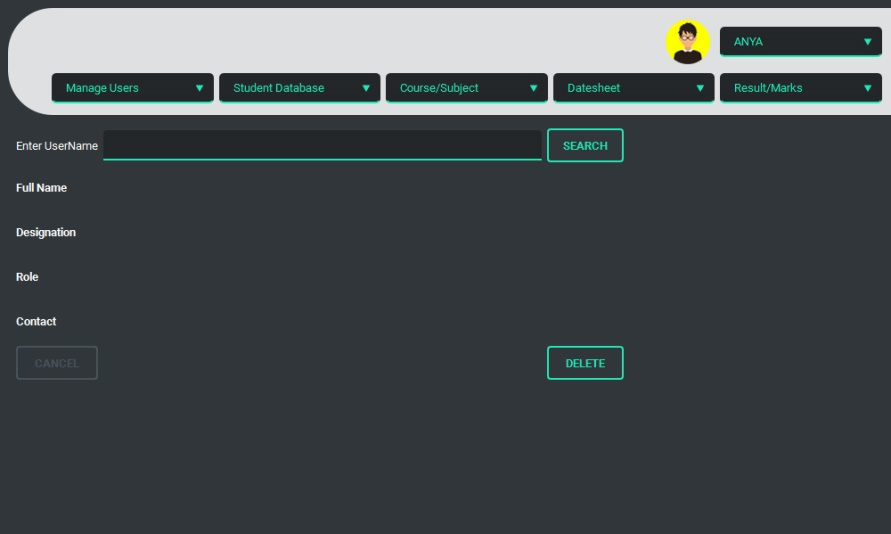 ANYA
Manage Users
Student Database
Course/Subject
Datesheet
Result/Marks
Enter UserName
SEARCH
Full Name
Designation
Role
Contact
CANCEL
DELETE